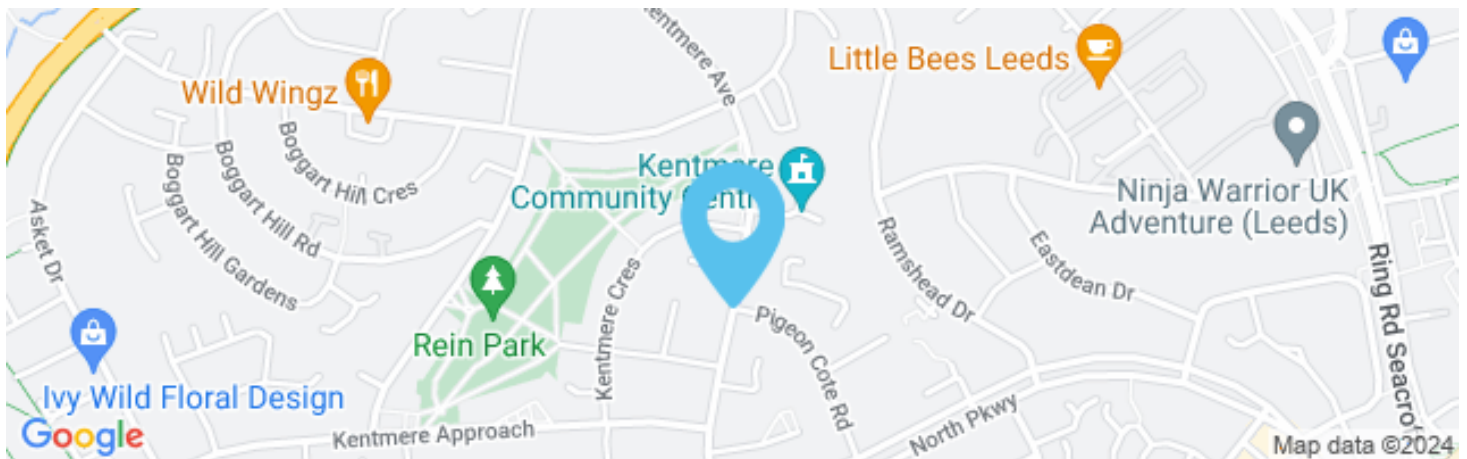 Kentmere Ave
Little Bees Leeds
Wild Wingz
Boggart Hill Cres
Boggart Hill Rd
Boggart Hill Gardens
Asket Dr
Kentmere
Community Centr
Ninja Warrior UK
Adventure (Leeds)
Ramshead Dr
Eastdean Dr
Ring Rd Seacrof
Rein Park
Kentmere Cres
Pigeon Cote Rd
Ivy Wild Floral Design
North Pkwy
Kentmere Approach
Google
Map data ©2024